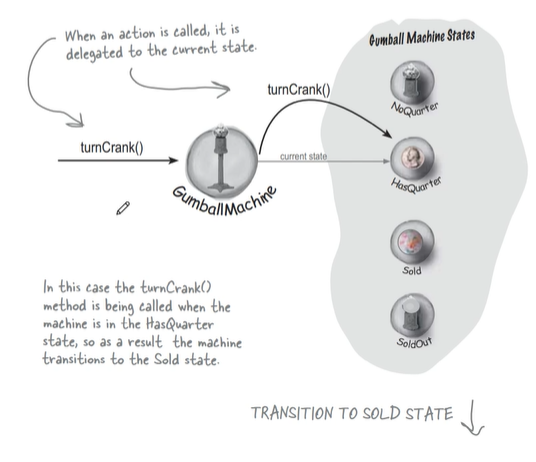 When an action is called, it is
delegated to the current state.
Gumball Machine States
turnCrank()
NoQuarter
turnCrank()
current state
GumballMachine
HasQuarter
Sold
In this case the turnCrank()
method is being called when the
machine is in the HasQuarter
state, so as a result the machine
transitions to the Sold state.
SoldOut
TRANSITION TO SOLD STATE